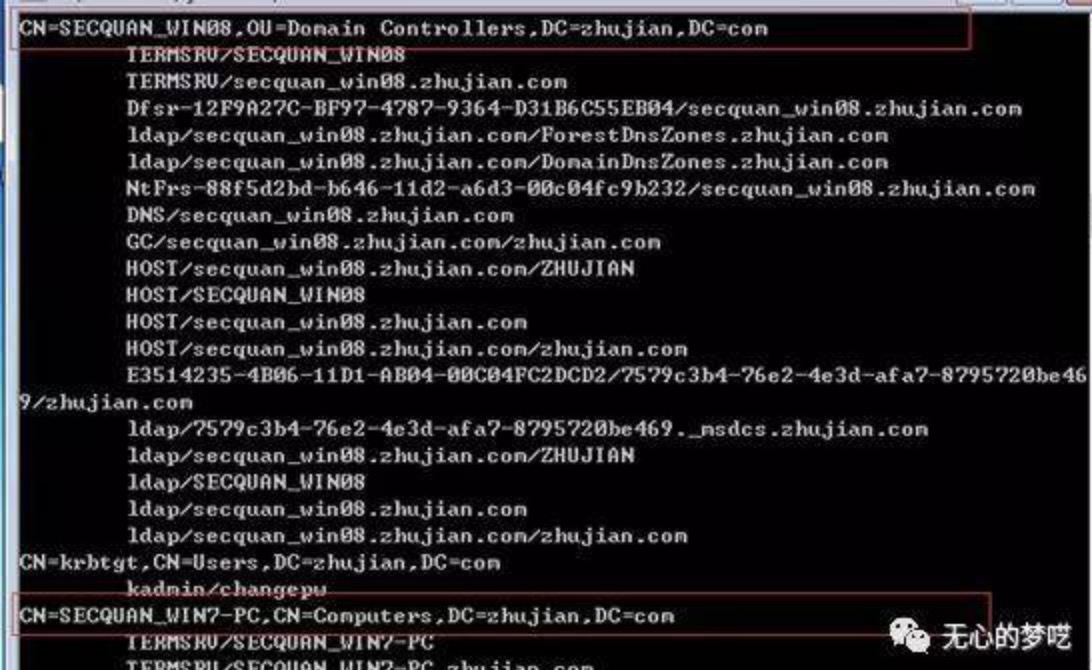 CN=SECQUAN_WIN08,OU=Domain Controllers,DC=zhujian,DC=com
TERMSRV/SECQUAN_WIN08
TERMSRV/secquan_win08.zhujian.com
Dfsr-12F9A27C-BF97-4787-9364-D31B6C55EB04/secquan_win08.zhujian.com
ldap/secquan_win08.zhujian.com/ForestDnsZones.zhujian.com
ldap/secquan_win08.zhujian.com/DomainDnsZones.zhujian.com
NtFrs-88f5d2bd-b646-11d2-a6d3-00c04fc9b232/secquan_win08.zhujian.com
DNS/secquan_win08.zhujian.com
GC/secquan_win08.zhujian.com/zhujian.com
HOST/secquan_win08.zhujian.com/ZHUJIAN
HOST/SECQUAN_WIN08
HOST/secquan_win08.zhujian.com
HOST/secquan_win08.zhujian.com/zhujian.com
E3514235-4B06-11D1-AB04-00C04FC2DCD2/7579c3b4-76e2-4e3d-afa7-8795720be46
9/zhujian.com
ldap/7579c3b4-76e2-4e3d-afa7-8795720be469._msdcs.zhujian.com
ldap/secquan_win08.zhujian.com/ZHUJIAN
ldap/SECQUAN_WIN08
ldap/secquan_win08.zhujian.com
ldap/secquan_win08.zhujian.com/zhujian.com
CN=krbtgt,CN=Users,DC=zhujian,DC=com
kadmin/changepw
CN=SECQUAN_WIN7-PC,CN=Computers,DC=zhujian,DC=com
TERMSRV/SECQUAN_WIN7-PC
TERMSRV/SECQUAN_WIN7-PC.zhujian.com
无心的梦呓